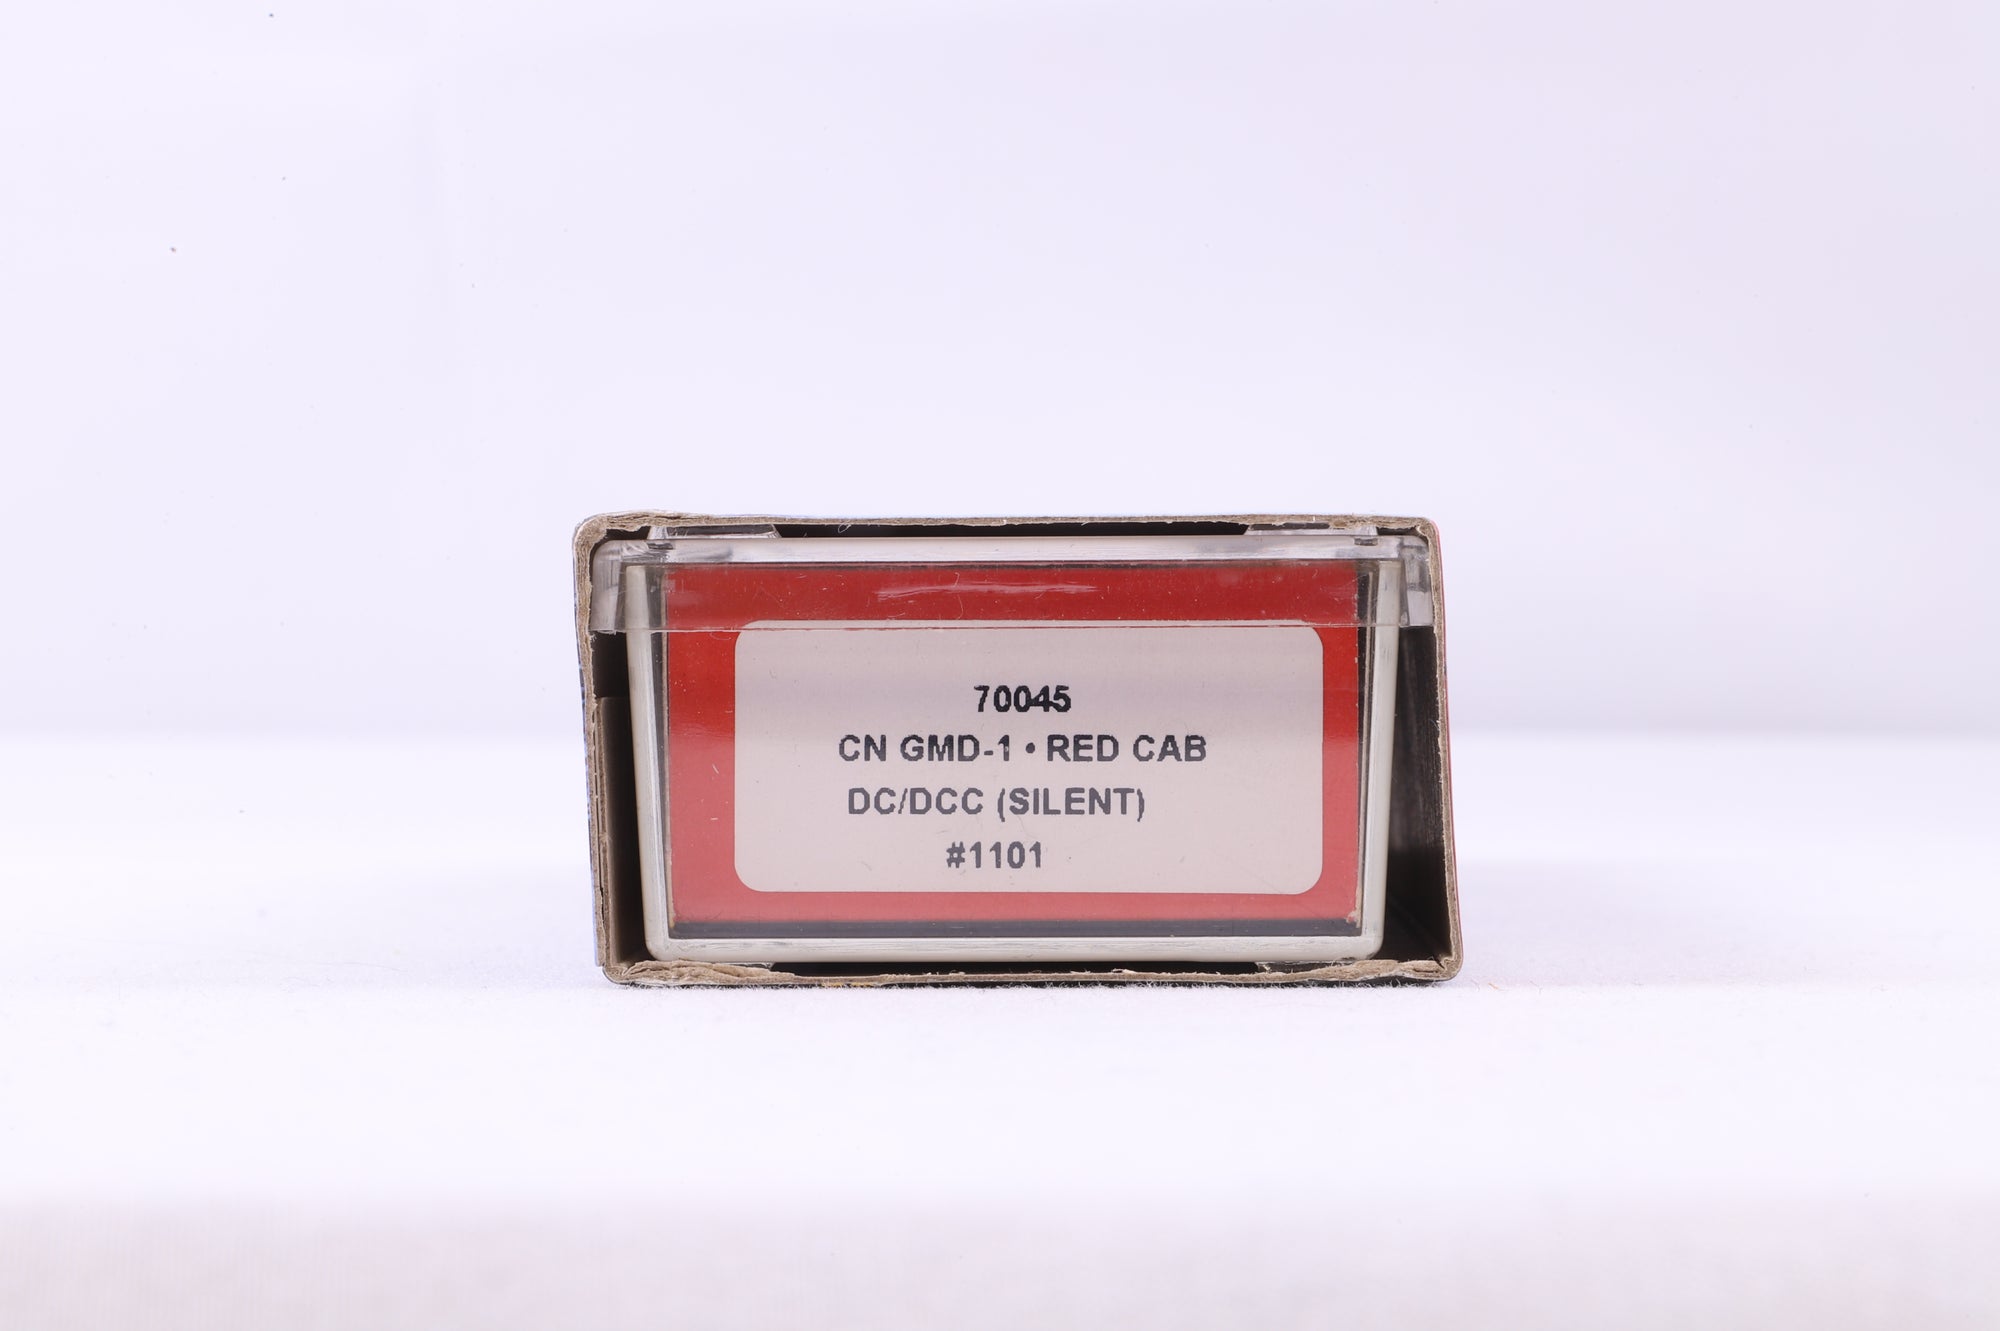 70045
CN GMD-1 • RED CAB
DC/DCC (SILENT)
#1101